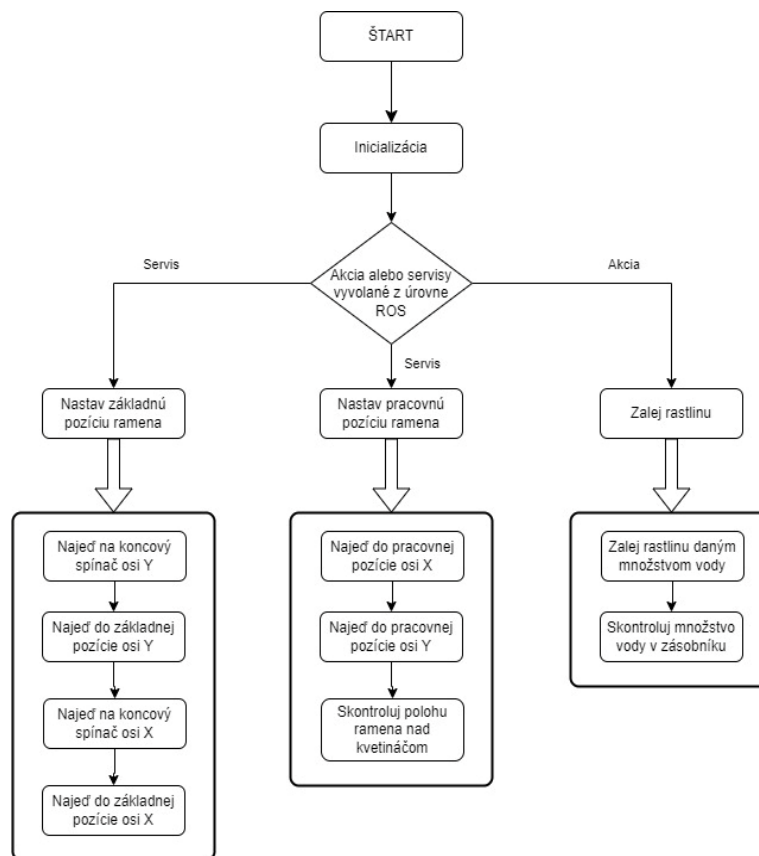 ŠTART
Inicializácia
Servis
Akcia alebo servisy
vyvolané z úrovne
ROS
Akcia
Servis
Nastav základnú
pozíciu ramena
Nastav pracovnú
pozíciu ramena
Zalej rastlinu
Najeď na koncový
spínač osi Y
Najeď do základnej
pozície osi Y
Najeď na koncový
spínač osi X
Najeď do základnej
pozície osi X
Najeď do pracovnej
pozície osi X
Najeď do pracovnej
pozície osi Y
Skontroluj polohu
ramena nad
kvetináčom
Zalej rastlinu daným
množstvom vody
Skontroluj množstvo
vody v zásobníku